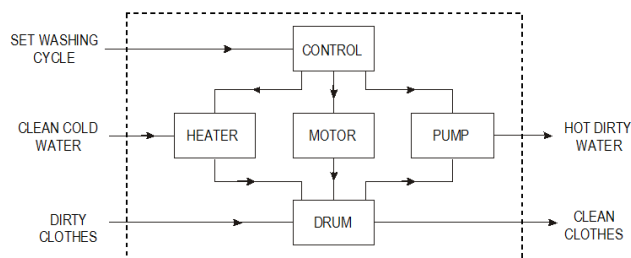 SET WASHING
CYCLE
CONTROL
CLEAN COLD
WATER
HEATER
MOTOR
PUMP
HOT DIRTY
WATER
DIRTY
CLOTHES
DRUM
CLEAN
CLOTHES